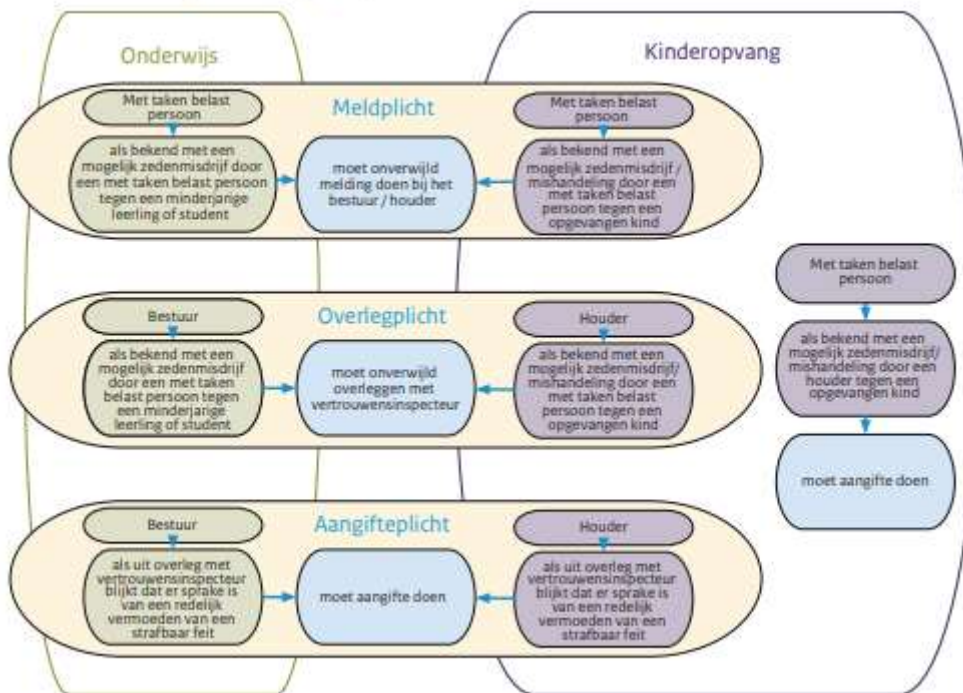 Onderwijs
Kinderopvang
Meldplicht
Met taken belast
persoon
als bekend met een
mogelijk zedenmisdrijf door
een met taken belast persoon
tegen een minderjarige
leerling of student
moet onverwijld
melding doen bij het
bestuur / houder
Met taken belast
persoon
als bekend met een
mogelijk zedenmisdrijf /
mishandeling door een
met taken belast
persoon tegen een
opgevangen kind
Overlegplicht
Bestuur
als bekend met een
mogelijk zedenmisdrijf
door een met taken
belast persoon tegen
een minderjarige
leerling of student
moet onverwijld
overleggen met
vertrouwensinspecteur
Houder
als bekend met een
mogelijk zedenmisdrijf/
mishandeling door een
met taken belast
persoon tegen een
opgevangen kind
Met taken belast
persoon
als bekend met een
mogelijk zedenmisdrijf/
mishandeling door een
houder tegen een
opgevangen kind
moet aangifte doen
Aangifteplicht
Bestuur
als uit overleg met
vertrouwensinspecteur
blijkt dat er sprake is
van een redelijk
vermoeden van een
strafbaar feit
moet aangifte doen
Houder
als uit overleg met
vertrouwensinspecteur
blijkt dat er sprake is
van een redelijk
vermoeden van een
strafbaar feit